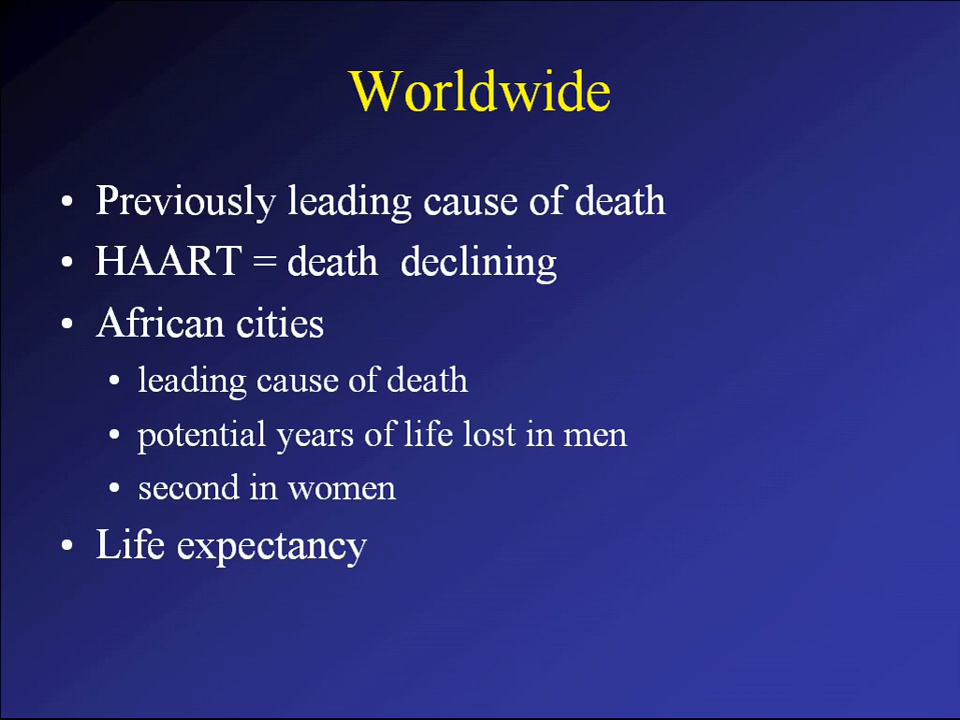 Worldwide
• Previously leading cause of death
• HAART = death declining
• African cities
• leading cause of death
• potential years of life lost in men
• second in women
• Life expectancy